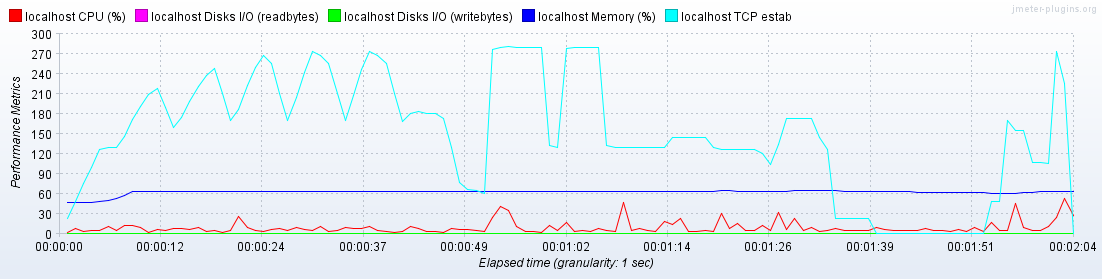 localhost CPU (%) localhost Disks I/O (readbytes) localhost Disks I/O (writebytes) localhost Memory (%) localhost TCP estab
jmeter-plugins.org
Performance Metrics
300
270
240
210
180
150
120
90
60
30
0
00:00:00 00:00:12 00:00:24 00:00:37 00:00:49 00:01:02 00:01:14 00:01:26 00:01:39 00:01:51 00:02:04
Elapsed time (granularity: 1 sec)